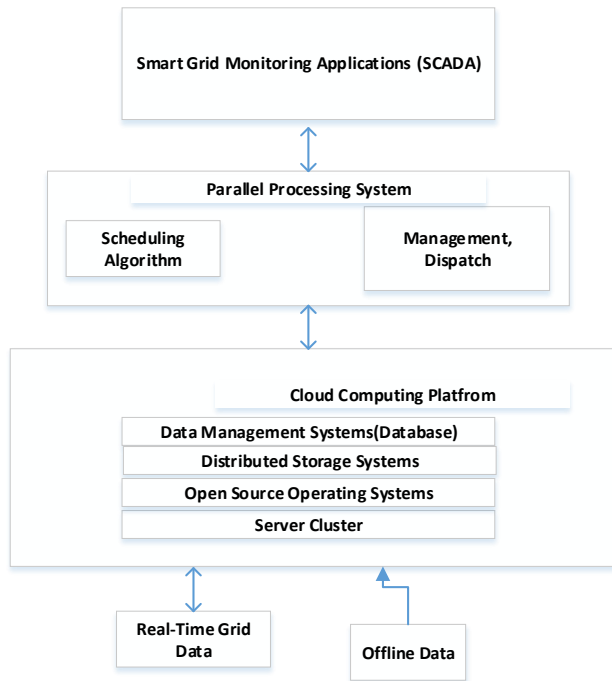 Smart Grid Monitoring Applications (SCADA)
Parallel Processing System
Scheduling
Algorithm
Management,
Dispatch
Cloud Computing Platfrom
Data Management Systems(Database)
Distributed Storage Systems
Open Source Operating Systems
Server Cluster
Real-Time Grid
Data
Offline Data